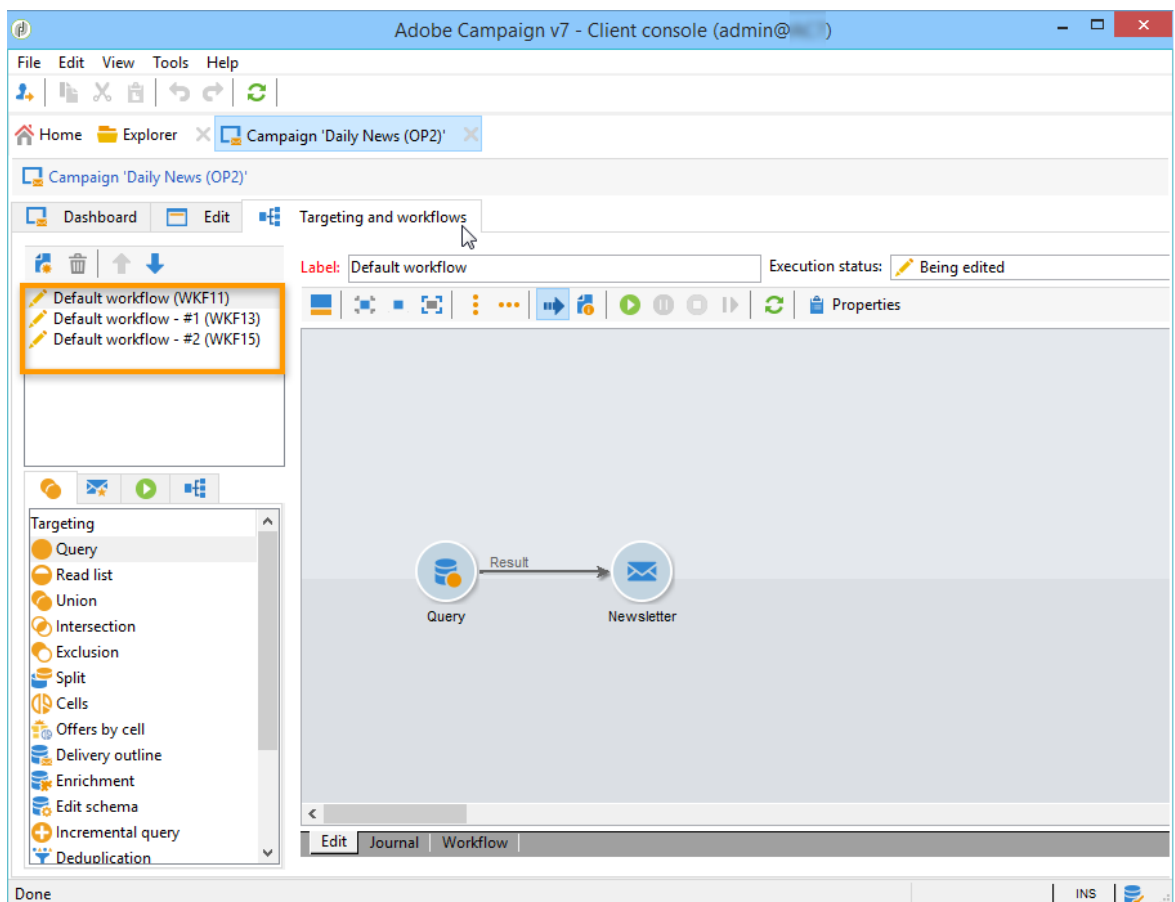 Adobe Campaign v7 - Client console (admin@ )
File Edit View Tools Help
Home Explorer Campaign 'Daily News (OP2)'
Campaign 'Daily News (OP2)'
Dashboard Edit Targeting and workflows
Label: Default workflow Execution status: Being edited
Default workflow (WKF11)
Default workflow - #1 (WKF13)
Default workflow - #2 (WKF15)
Properties
Targeting
Query
Read list
Union
Intersection
Exclusion
Split
Cells
Offers by cell
Delivery outline
Enrichment
Edit schema
Incremental query
Deduplication
Result
Query Newsletter
Edit Journal Workflow
Done INS